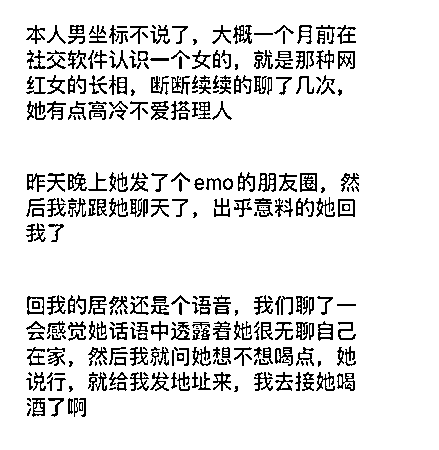 本人男坐标不说了，大概一个月前在
社交软件认识一个女的，就是那种网
红女的长相，断断续续的聊了几次，
她有点高冷不爱搭理人
昨天晚上她发了个emo的朋友圈，然
后我就跟她聊天了，出乎意料的她回
我了
回我的居然还是个语音，我们聊了一
会感觉她话语中透露着她很无聊自己
在家，然后我就问她想不想喝点，她
说行，就给我发地址来，我去接她喝
酒了啊